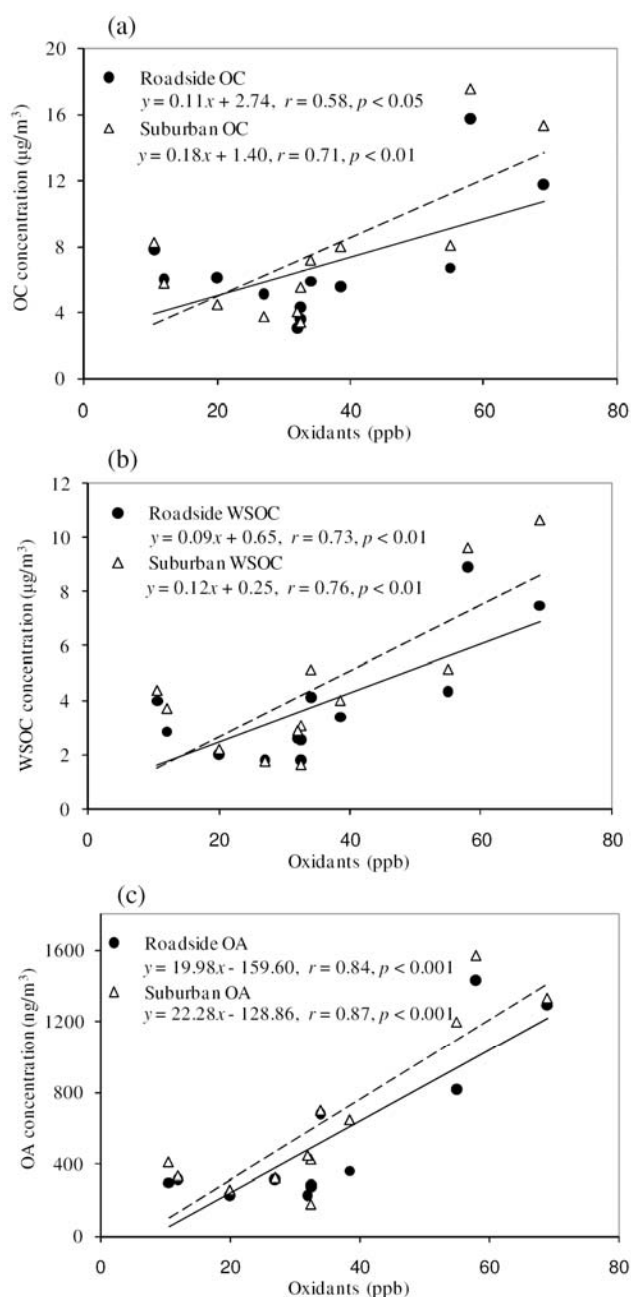 (a)
20
● Roadside OC
y = 0.11x + 2.74, r = 0.58, p < 0.05
△ Suburban OC
y = 0.18x + 1.40, r = 0.71, p < 0.01
16
12
8
4
0
OC concentration (μg/m³)
0 20 40 60 80
Oxidants (ppb)
(b)
12
● Roadside WSOC
y = 0.09x + 0.65, r = 0.73, p < 0.01
△ Suburban WSOC
y = 0.12x + 0.25, r = 0.76, p < 0.01
10
8
6
4
2
0
WSOC concentration (μg/m³)
0 20 40 60 80
Oxidants (ppb)
(c)
● Roadside OA
y = 19.98x - 159.60, r = 0.84, p < 0.001
△ Suburban OA
y = 22.28x - 128.86, r = 0.87, p < 0.001
1600
1200
800
400
0
OA concentration (ng/m³)
0 20 40 60 80
Oxidants (ppb)